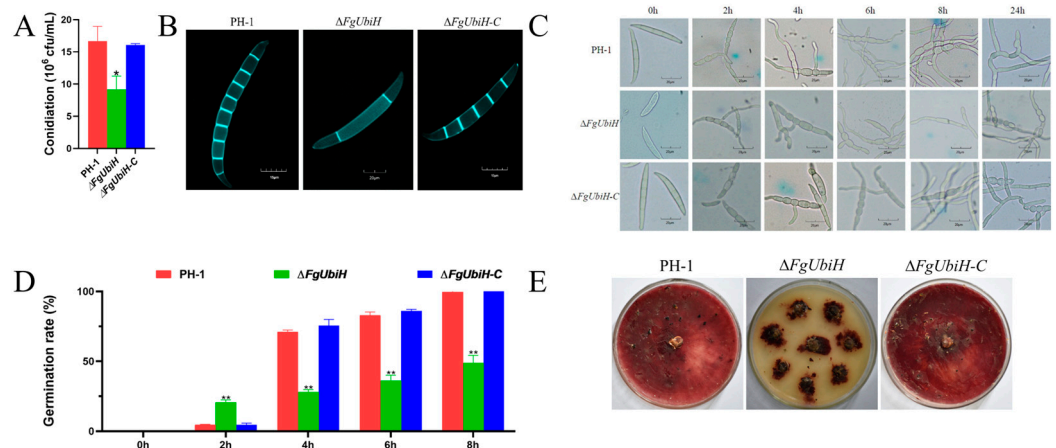 A
Conidiation (10⁶ cfu/mL)
20
15
10
5
0
★
PH-1
ΔFgUbiH
ΔFgUbiH-C
B
PH-1 ΔFgUbiH ΔFgUbiH-C
C
0h 2h 4h 6h 8h 24h
PH-1
ΔFgUbiH
ΔFgUbiH-C
D
PH-1 ΔFgUbiH ΔFgUbiH-C
Germination rate (%)
100
50
0
** ** ** **
0h 2h 4h 6h 8h
E
PH-1 ΔFgUbiH ΔFgUbiH-C